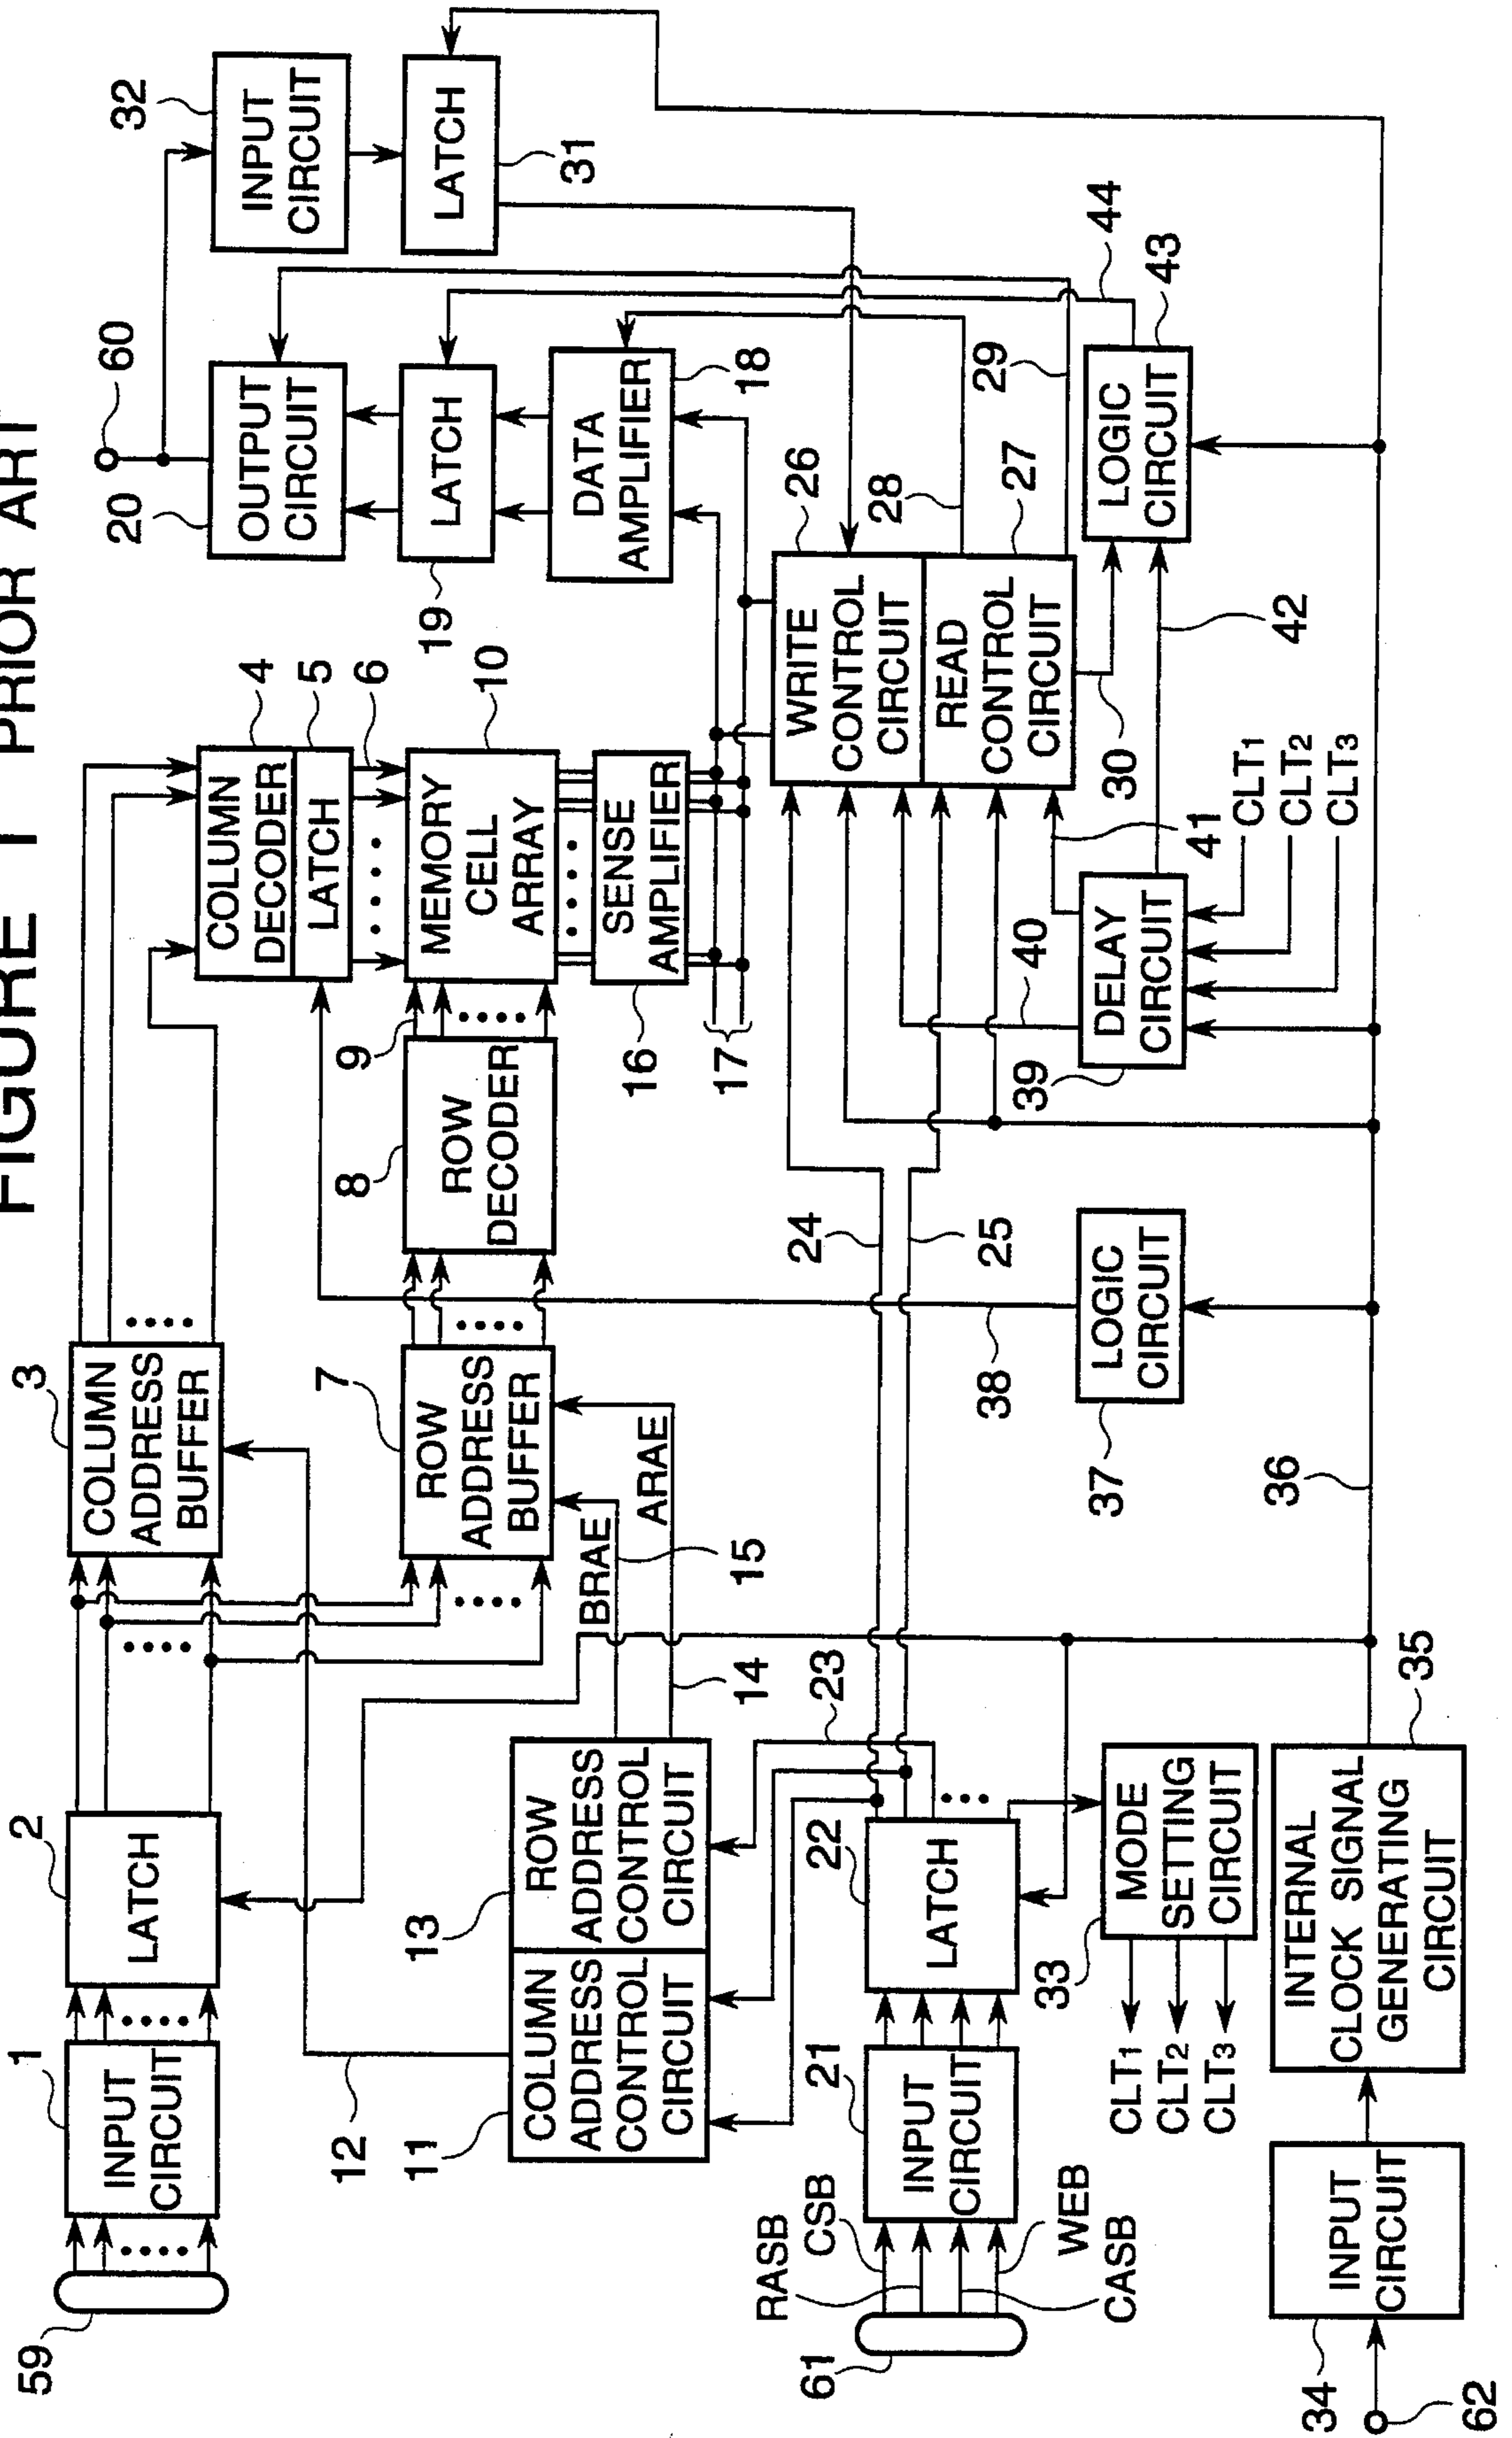 FIGURE 1 PRIOR ART
59
1
INPUT
CIRCUIT
2
LATCH
3
COLUMN
ADDRESS
BUFFER
4
COLUMN
DECODER
5
LATCH
6
7
ROW
ADDRESS
BUFFER
8
ROW
DECODER
9
10
MEMORY
CELL
ARRAY
16
SENSE
AMPLIFIER
17
20
OUTPUT
CIRCUIT
60
19
LATCH
DATA
AMPLIFIER
18
32
INPUT
CIRCUIT
LATCH
31
12
11
COLUMN
ADDRESS
CONTROL
CIRCUIT
13
ROW
ADDRESS
CONTROL
CIRCUIT
BRAE
ARAE
15
14
23
24
25
26
WRITE
CONTROL
CIRCUIT
READ
CONTROL
CIRCUIT
27
28
29
30
61
RASB
CSB
WEB
CASB
21
INPUT
CIRCUIT
22
LATCH
33
MODE
SETTING
CIRCUIT
CLT1
CLT2
CLT3
37
LOGIC
CIRCUIT
38
39
DELAY
CIRCUIT
40
41
CLT1
CLT2
CLT3
42
LOGIC
CIRCUIT
43
44
62
34
INPUT
CIRCUIT
INTERNAL
CLOCK SIGNAL
GENERATING
CIRCUIT
35
36